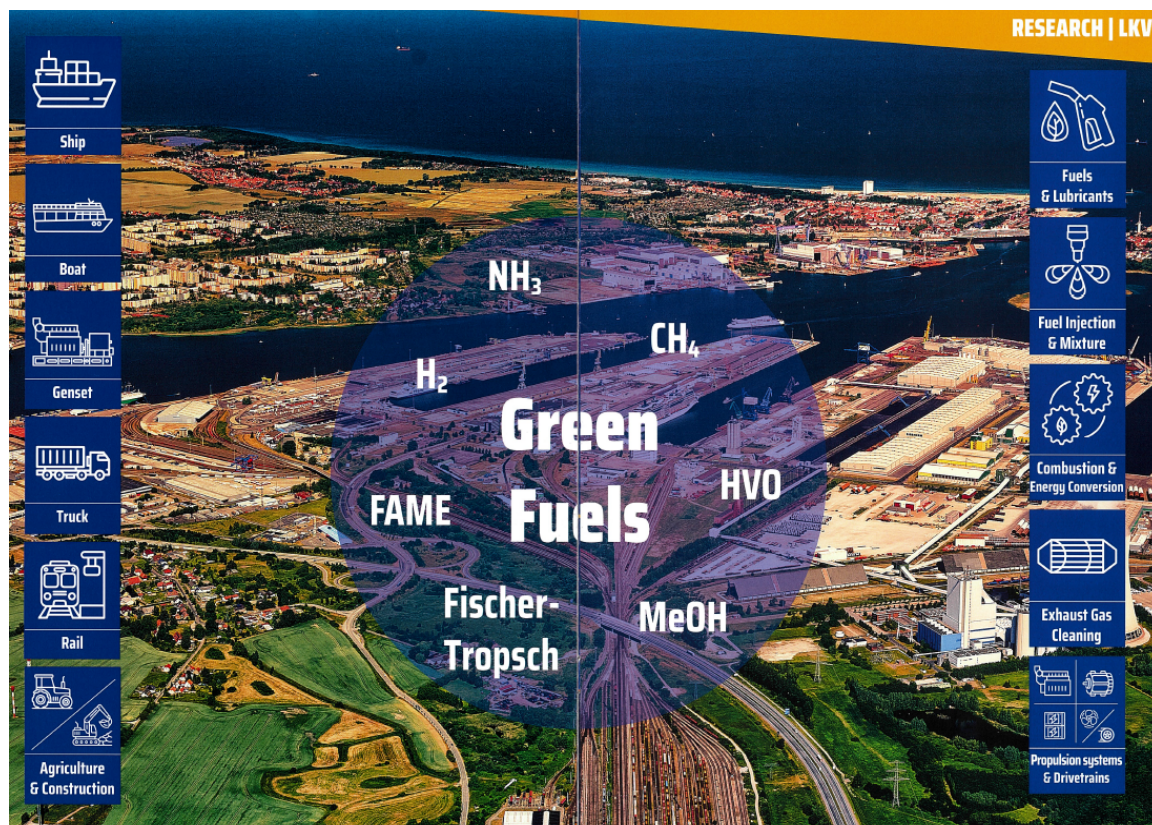 RESEARCH | LKV
Ship
Boat
Genset
Truck
Rail
Agriculture
& Construction
NH₃
CH₄
H₂
Green
Fuels
FAME
HVO
Fischer-
Tropsch
MeOH
Fuels
& Lubricants
Fuel Injection
& Mixture
Combustion &
Energy Conversion
Exhaust Gas
Cleaning
Propulsion systems
& Drivetrains